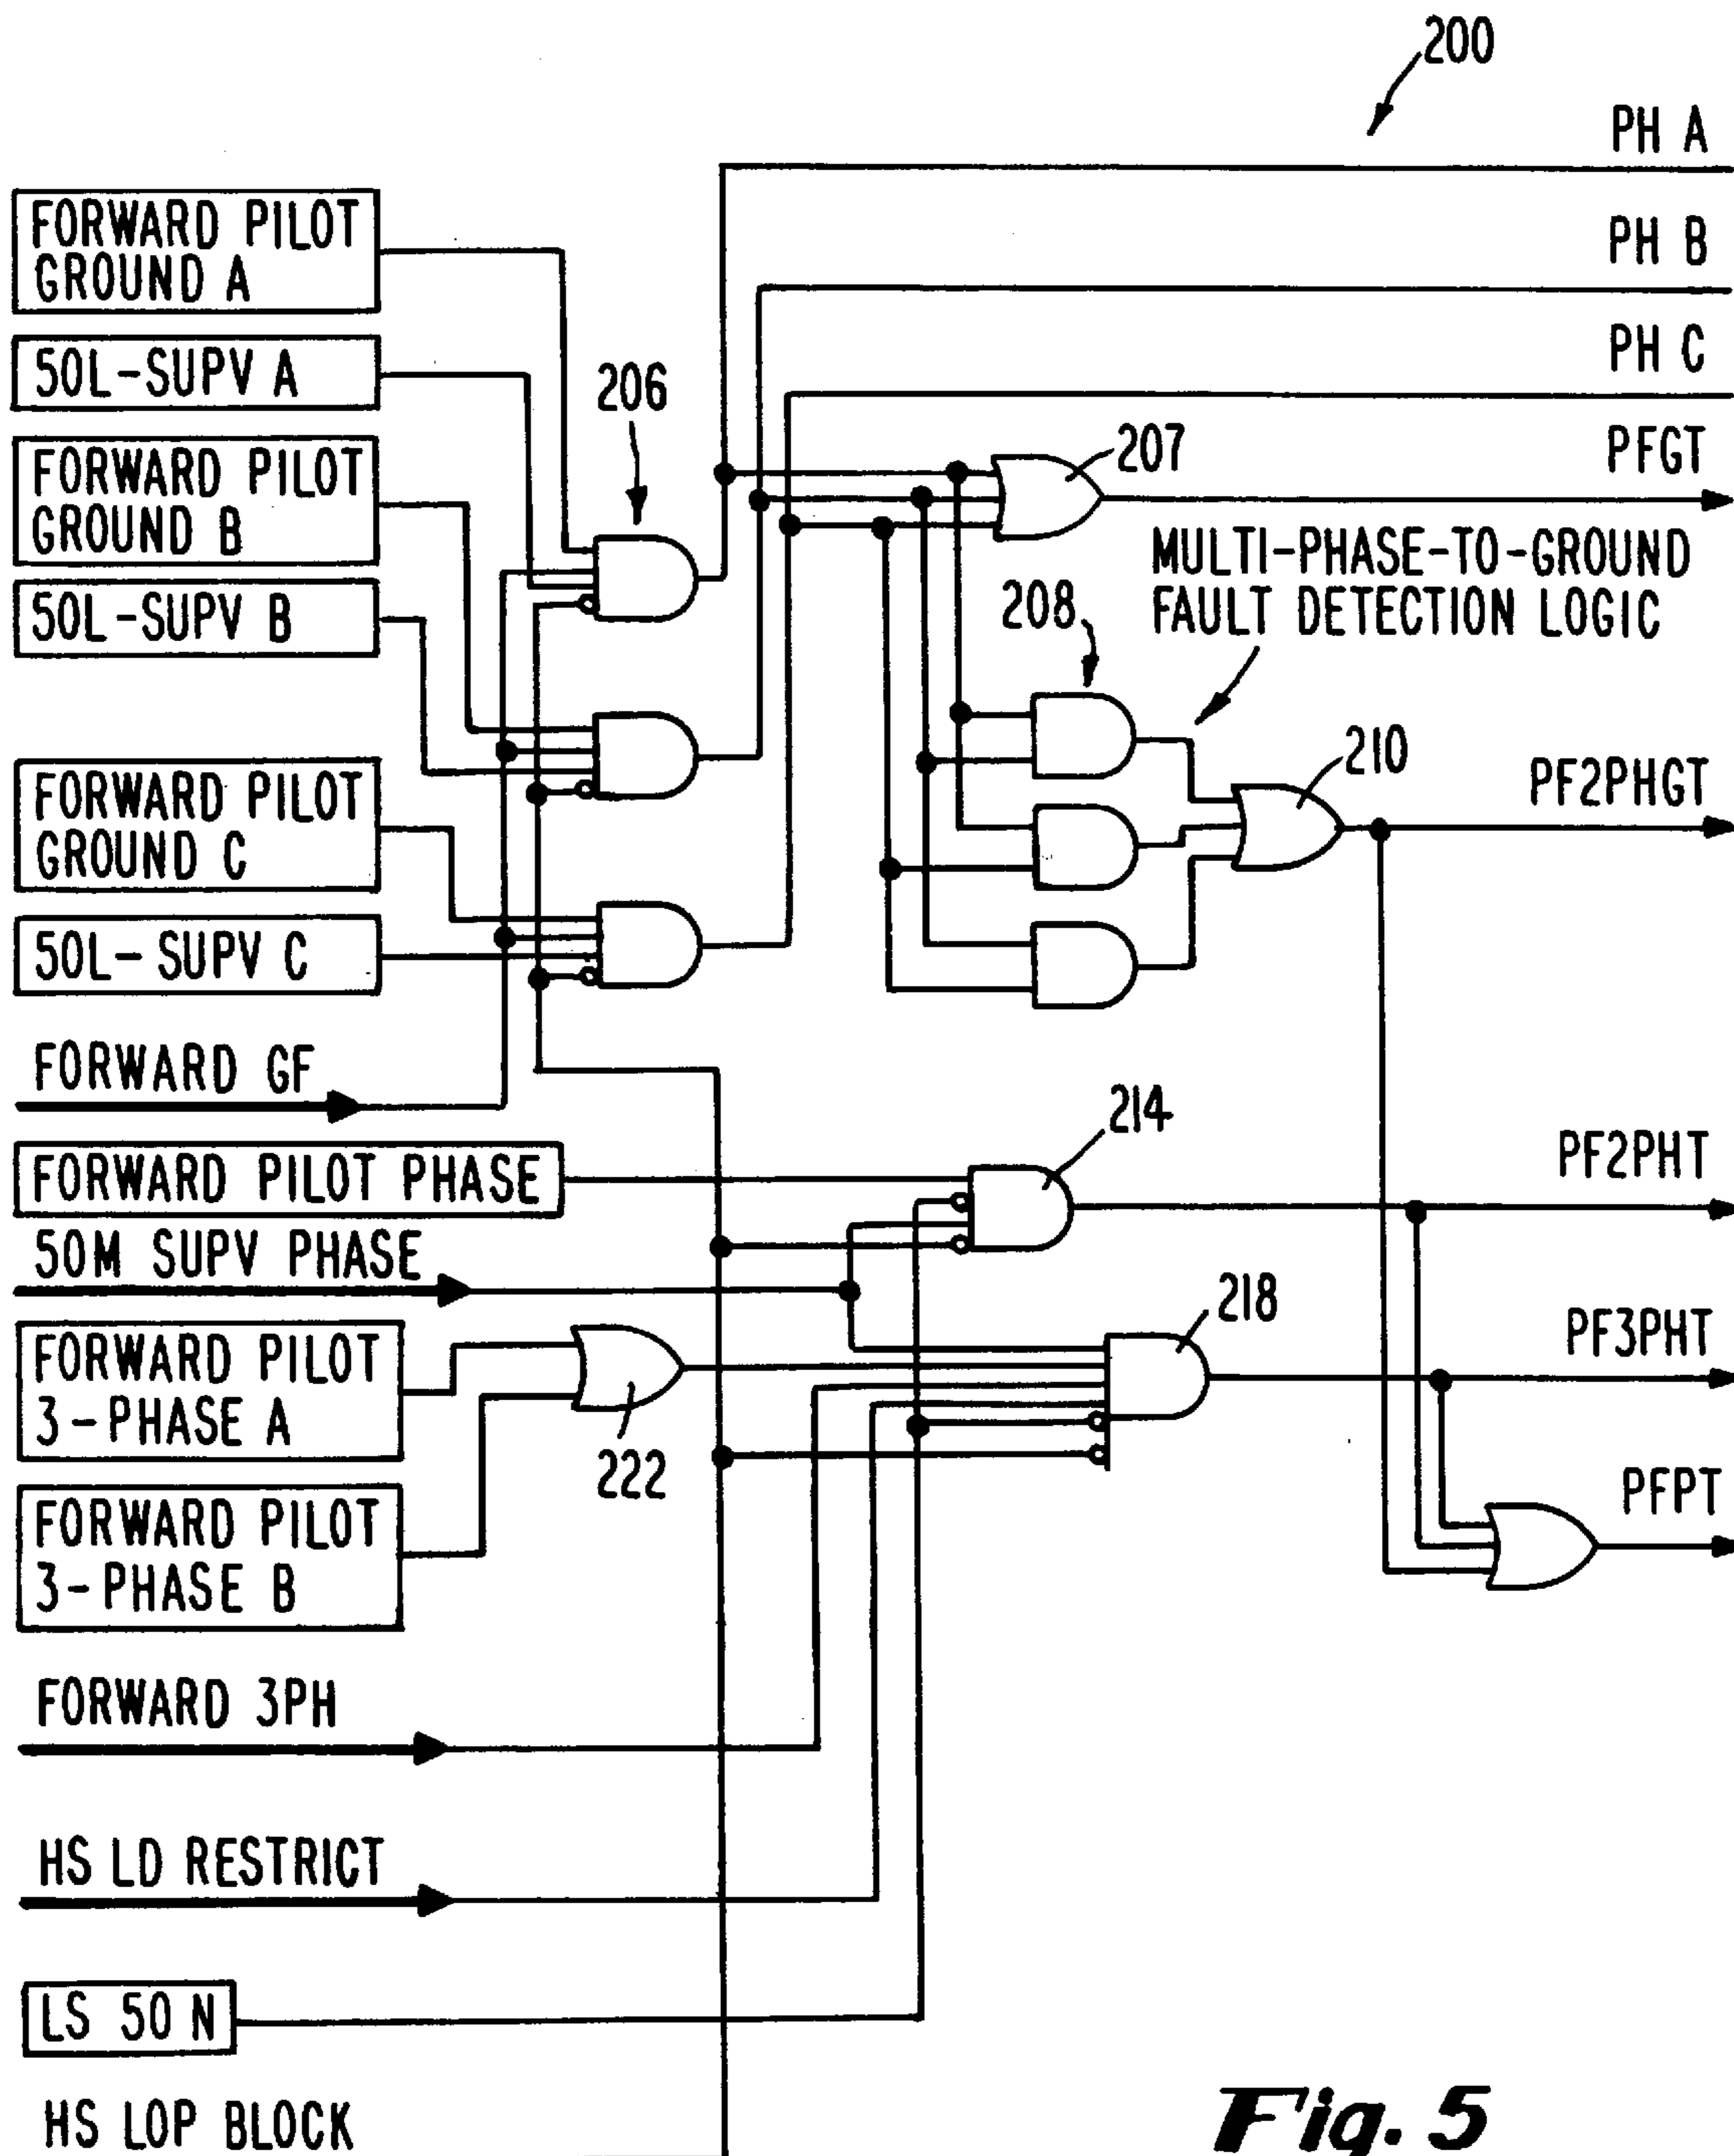 200
PH A
FORWARD PILOT
GROUND A
PH B
50L-SUPV A
PH C
206
FORWARD PILOT
GROUND B
207
PFGT
MULTI-PHASE-TO-GROUND
FAULT DETECTION LOGIC
50L-SUPV B
208
FORWARD PILOT
GROUND C
210
PF2PHGT
50L- SUPV C
FORWARD GF
214
FORWARD PILOT PHASE
PF2PHT
50M SUPV PHASE
218
PF3PHT
FORWARD PILOT
3-PHASE A
222
PFPT
FORWARD PILOT
3-PHASE B
FORWARD 3PH
HS LD RESTRICT
LS 50 N
HS LOP BLOCK
Fig. 5